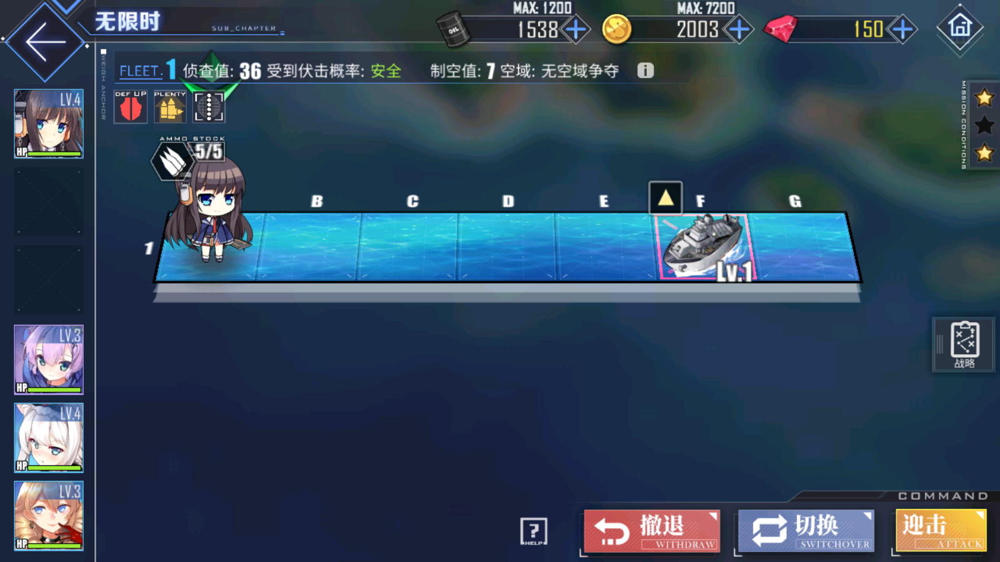 无限时
SUB_CHAPTER
OIL
MAX: 1200
1538
MAX: 7200
2003
150
WEIGH ANCHOR
FLEET. 1 侦查值: 36 受到伏击概率: 安全 制空值: 7 空域: 无空域争夺 i
DEF UP
PLENTY
AMMO STOCK
5/5
MISSION CONDITIONS
LV.4
HP
LV.3
HP
LV.4
HP
LV.3
HP
B C D E F G
1
LV.1
战略
COMMAND
?
HELP
撤退
WITHDRAW
切换
SWITCHOVER
迎击
ATTACK